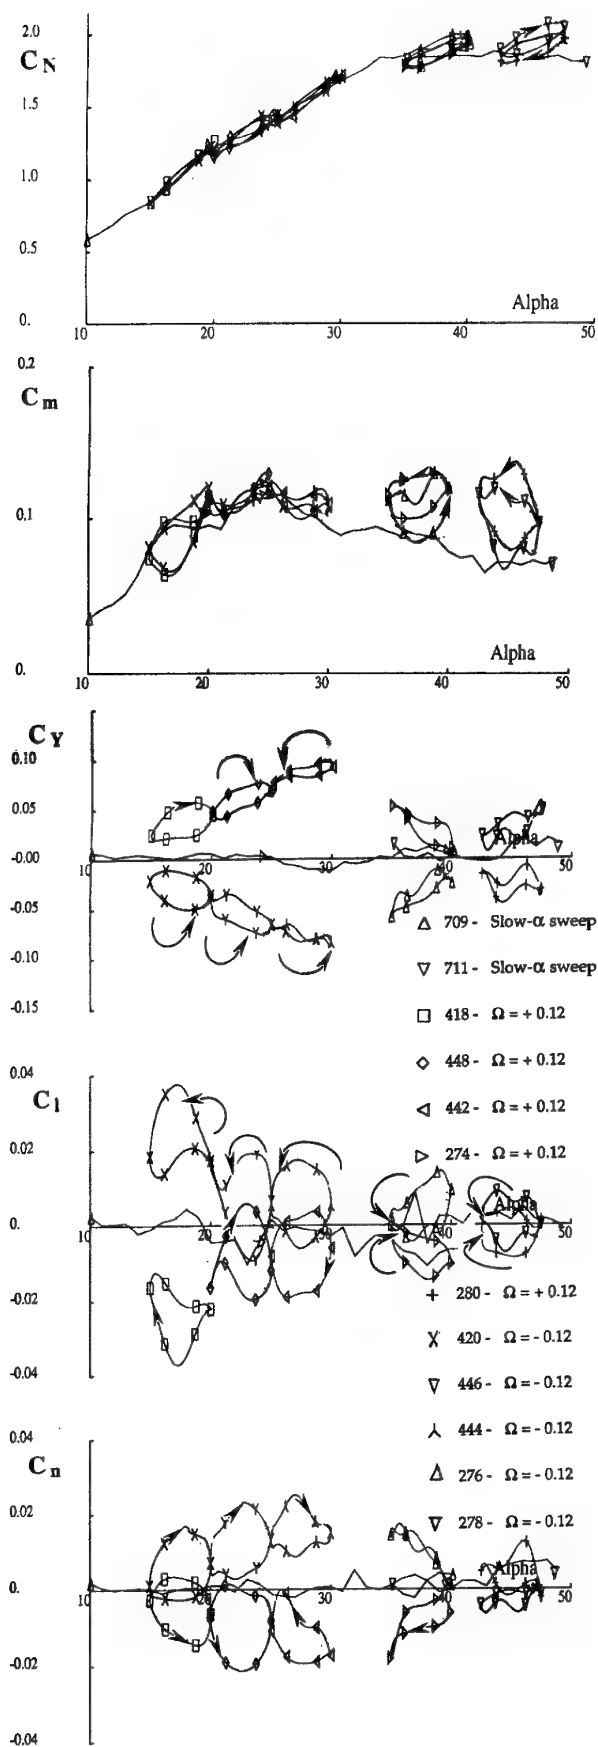 2.0
C N
1.5
1.0
0.5
0.
Alpha
10 20 30 40 50
0.2
C m
0.1
0.
Alpha
10 20 30 40 50
C Y
0.10
0.05
Alpha
-0.00
10 20 30 40 50
-0.05
-0.10
-0.15
709 - Slow-α sweep
711 - Slow-α sweep
418 - Ω = + 0.12
448 - Ω = + 0.12
442 - Ω = + 0.12
274 - Ω = + 0.12
0.04
C l
0.02
Alpha
0.
10 20 30 40 50
-0.02
-0.04
280 - Ω = + 0.12
420 - Ω = - 0.12
446 - Ω = - 0.12
444 - Ω = - 0.12
276 - Ω = - 0.12
278 - Ω = - 0.12
0.04
C n
0.02
Alpha
0.
10 20 30 40 50
-0.02
-0.04